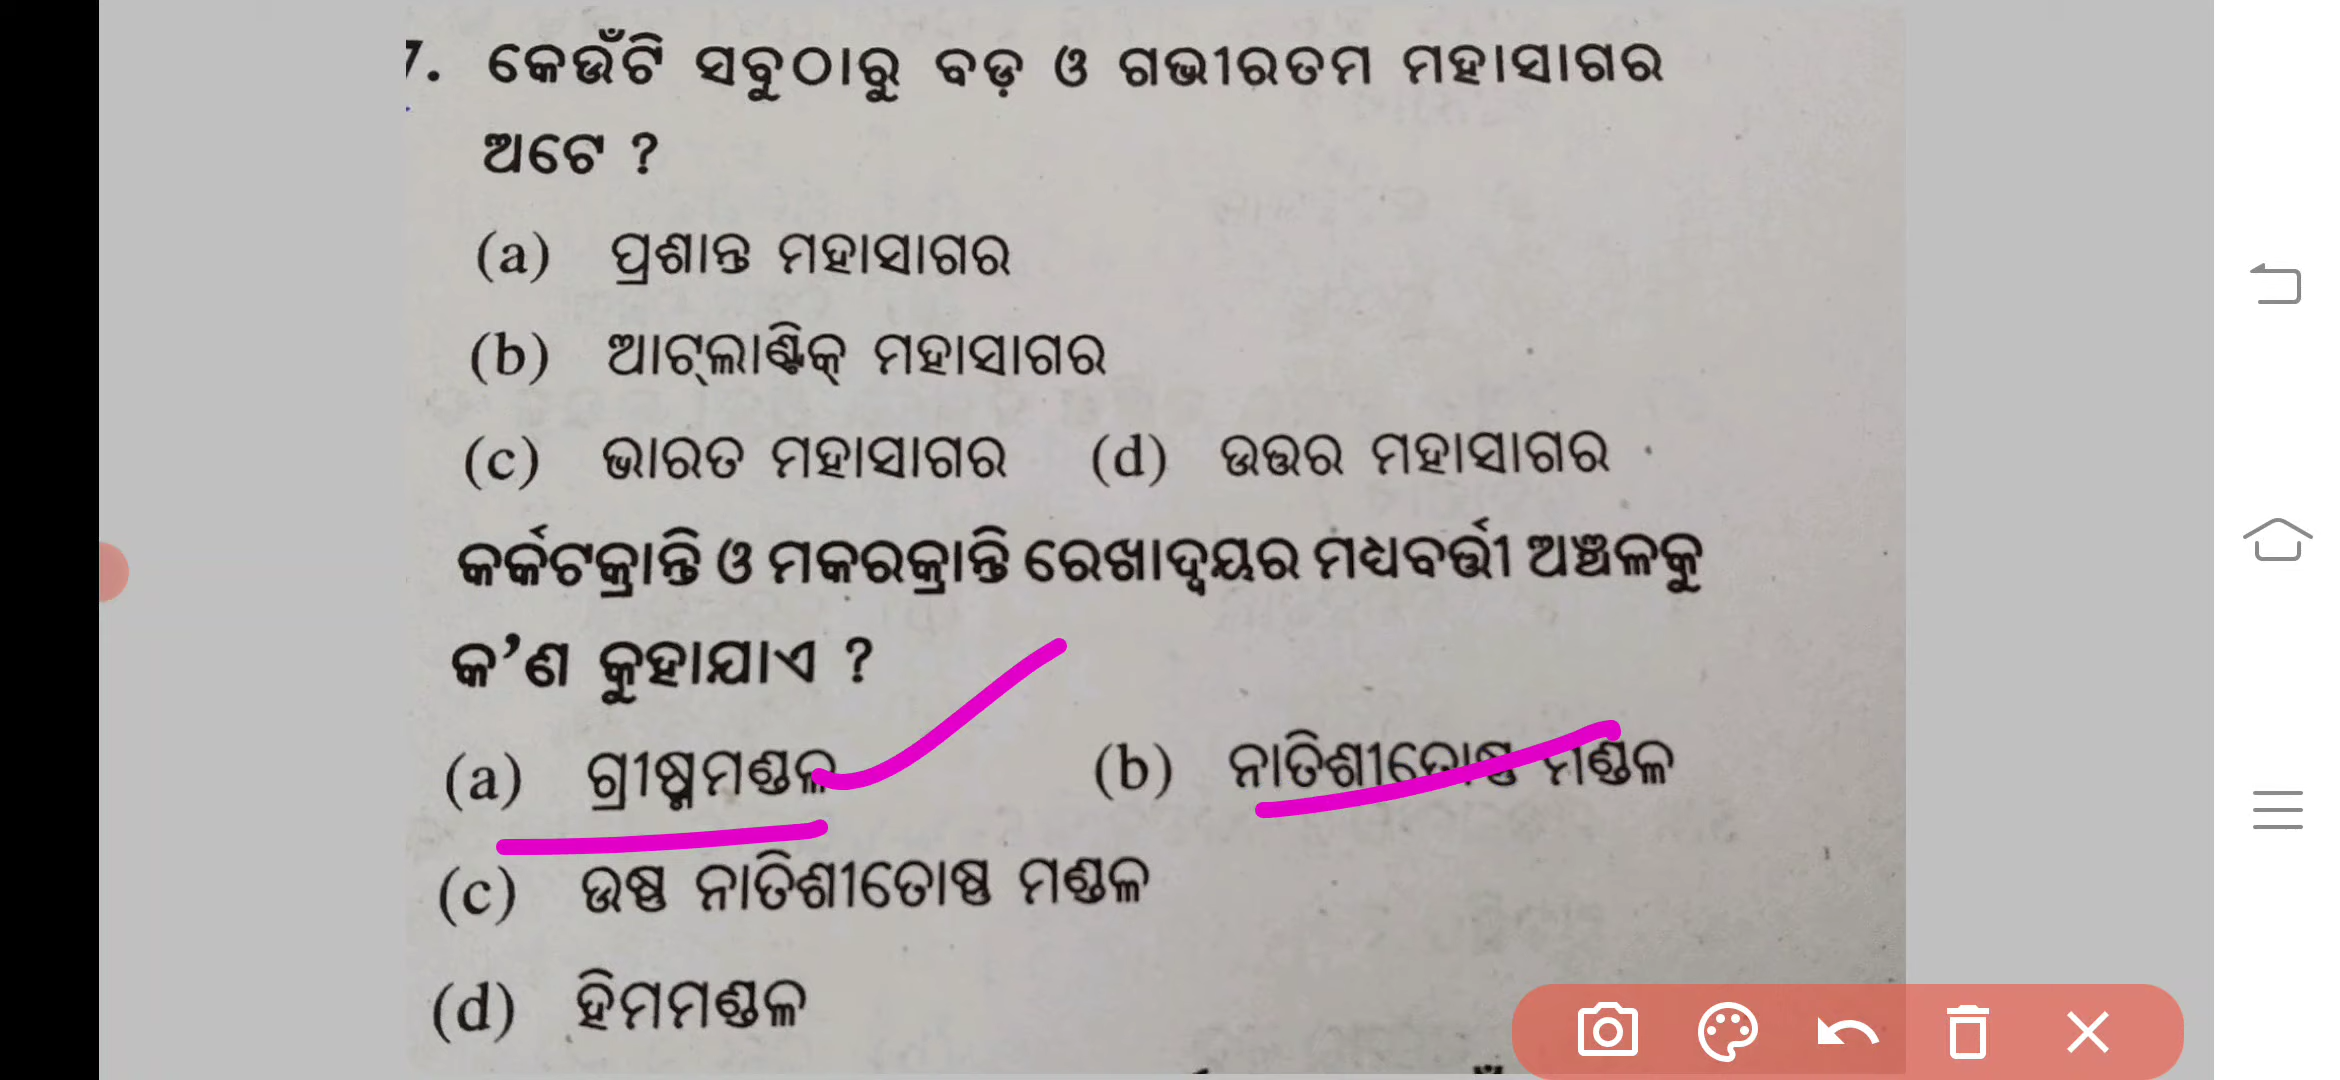 7. କେଉଁଟି ସବୁଠାରୁ ବଡ଼ ଓ ଗଭୀରତମ ମହାସାଗର
ଅଟେ ?
(a) ପ୍ରଶାନ୍ତ ମହାସାଗର
(b) ଆଟ୍‌ଲାଣ୍ଟିକ୍ ମହାସାଗର
(c) ଭାରତ ମହାସାଗର (d) ଉତ୍ତର ମହାସାଗର
କର୍କଟକ୍ରାନ୍ତି ଓ ମକରକ୍ରାନ୍ତି ରେଖାଦ୍ୱୟର ମଧ୍ୟବର୍ତ୍ତୀ ଅଞ୍ଚଳକୁ
କ’ଣ କୁହାଯାଏ ?
(a) ଗ୍ରୀଷ୍ମମଣ୍ଡଳ (b) ନାତିଶୀତୋଷ୍ଣ ମଣ୍ଡଳ
(c) ଉଷ୍ଣ ନାତିଶୀତୋଷ୍ଣ ମଣ୍ଡଳ
(d) ହିମମଣ୍ଡଳ